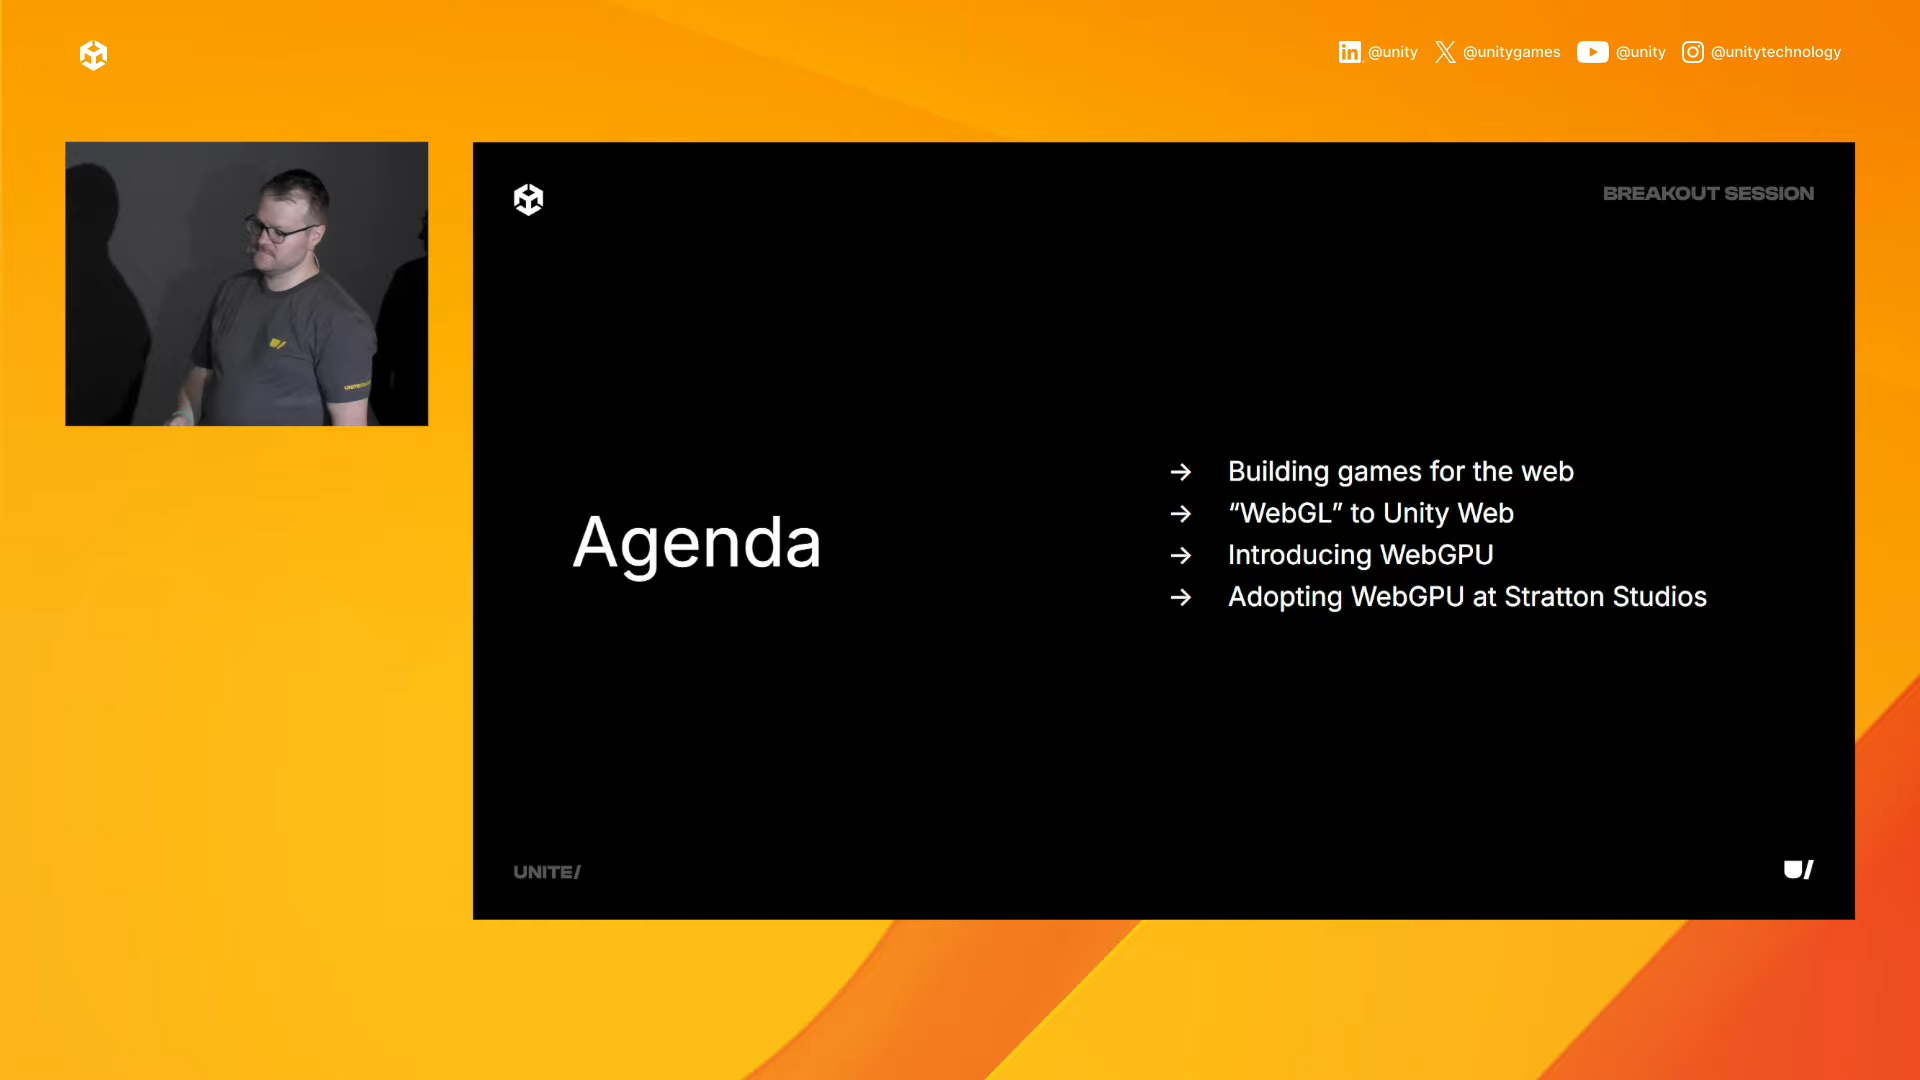 @unity @unitygames @unity @unitytechnology
BREAKOUT SESSION
Agenda
→ Building games for the web
→ “WebGL” to Unity Web
→ Introducing WebGPU
→ Adopting WebGPU at Stratton Studios
UNITE/
U/